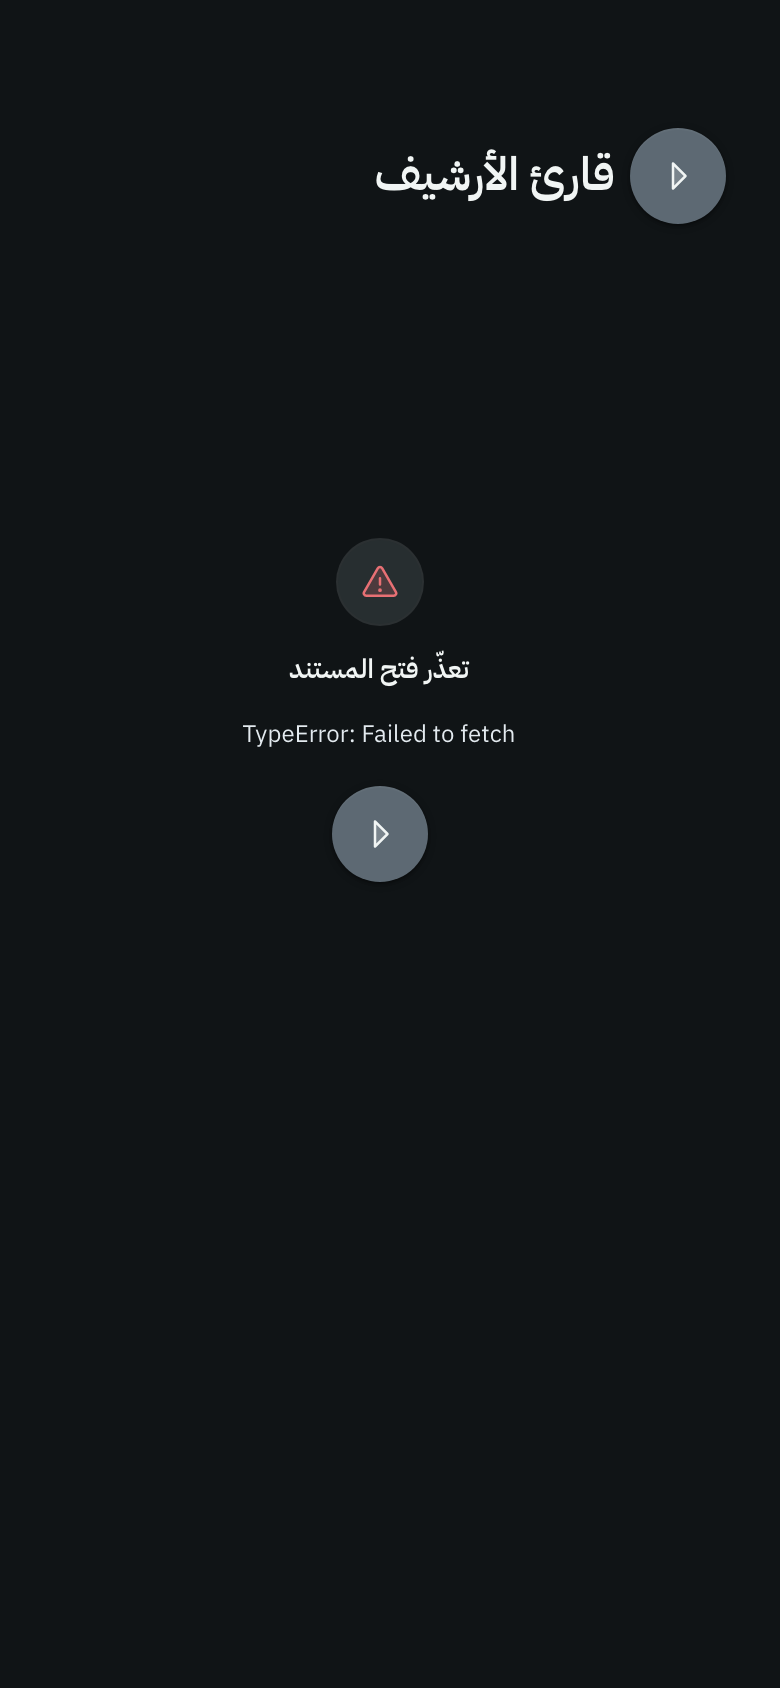 قارئ الأرشيف
تعذّر فتح المستند
TypeError: Failed to fetch